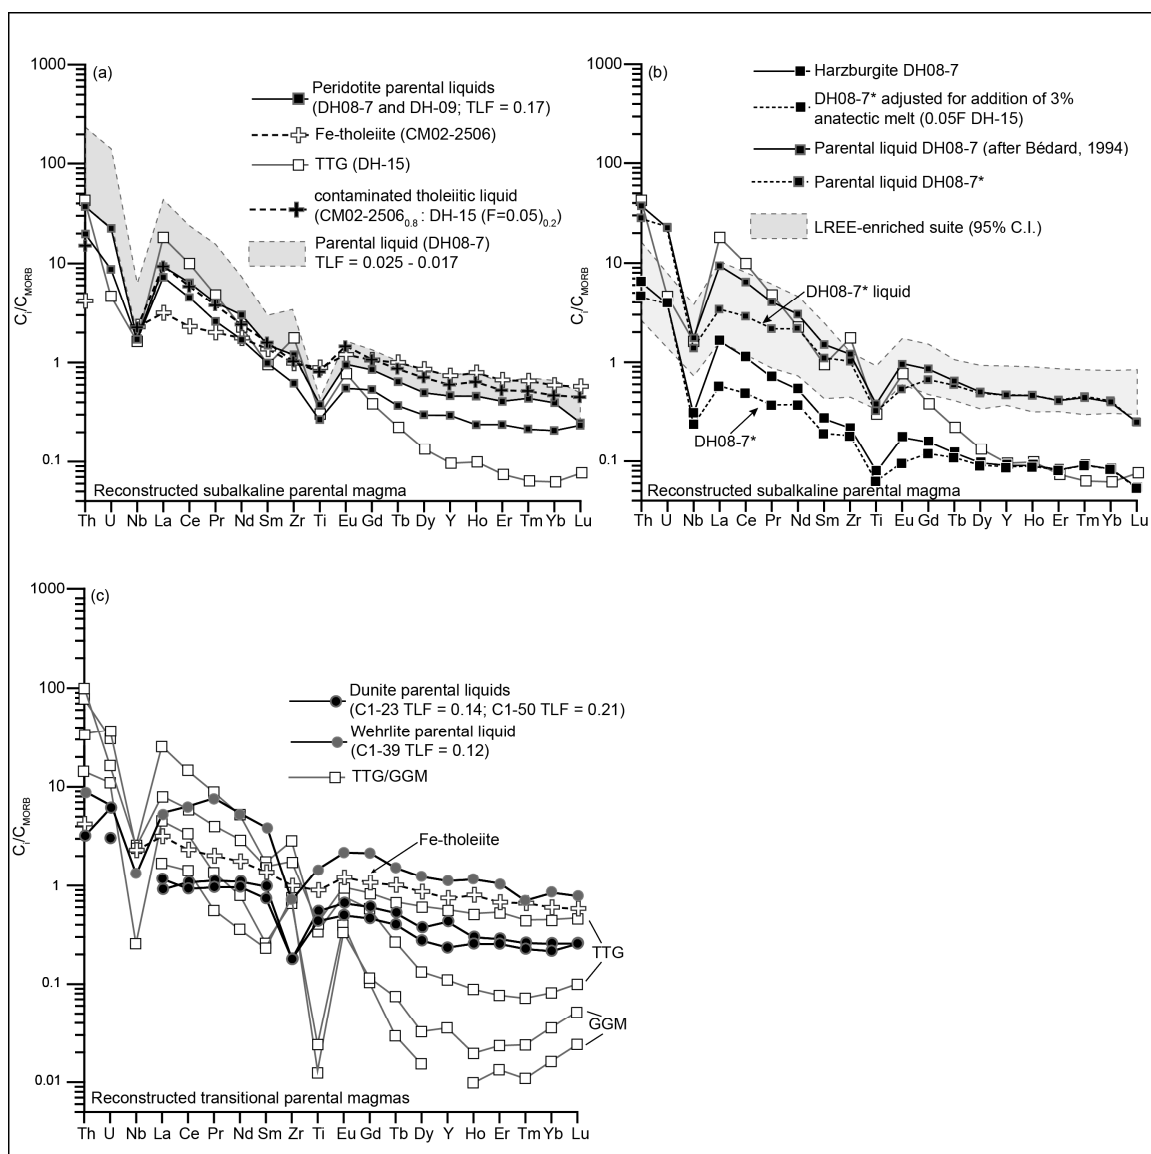 (a)
1000
100
10
1
0.1
Ci/CMORB
Peridotite parental liquids
(DH08-7 and DH-09; TLF = 0.17)
Fe-tholeiite (CM02-2506)
TTG (DH-15)
contaminated tholeiitic liquid
(CM02-2506₀.₈ : DH-15 (F=0.05)₀.₂)
Parental liquid (DH08-7)
TLF = 0.025 - 0.017
Reconstructed subalkaline parental magma
Th U Nb La Ce Pr Nd Sm Zr Ti Eu Gd Tb Dy Y Ho Er Tm Yb Lu
(b)
1000
100
10
1
0.1
Ci/CMORB
Harzburgite DH08-7
DH08-7* adjusted for addition of 3%
anatectic melt (0.05F DH-15)
Parental liquid DH08-7 (after Bédard, 1994)
Parental liquid DH08-7*
LREE-enriched suite (95% C.I.)
DH08-7* liquid
DH08-7*
Reconstructed subalkaline parental magma
Th U Nb La Ce Pr Nd Sm Zr Ti Eu Gd Tb Dy Y Ho Er Tm Yb Lu
(c)
1000
100
10
1
0.1
0.01
Ci/CMORB
Dunite parental liquids
(C1-23 TLF = 0.14; C1-50 TLF = 0.21)
Wehrlite parental liquid
(C1-39 TLF = 0.12)
TTG/GGM
Fe-tholeiite
TTG
GGM
Reconstructed transitional parental magmas
Th U Nb La Ce Pr Nd Sm Zr Ti Eu Gd Tb Dy Y Ho Er Tm Yb Lu